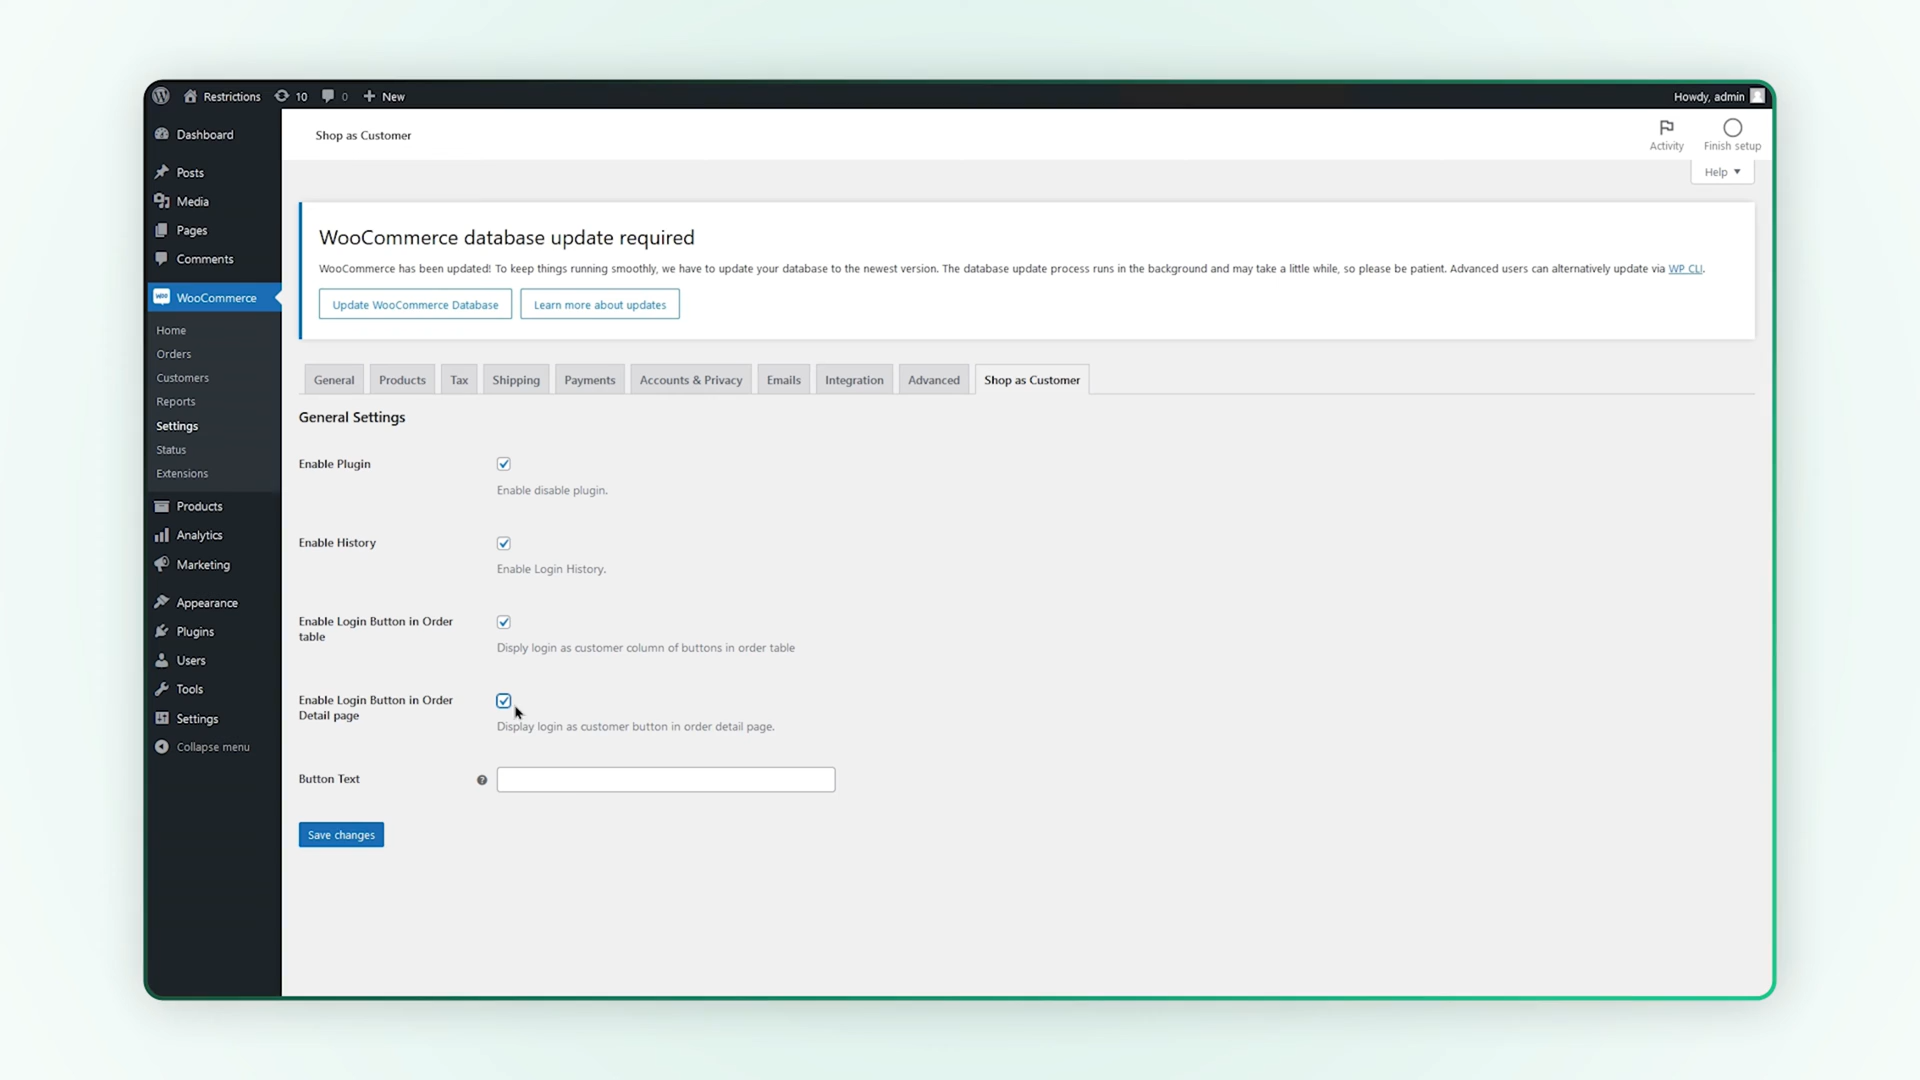 Restrictions 10 0 New Howdy, admin
Dashboard
Posts
Media
Pages
Comments
WooCommerce
Home
Orders
Customers
Reports
Settings
Status
Extensions
Products
Analytics
Marketing
Appearance
Plugins
Users
Tools
Settings
Collapse menu
Shop as Customer
Activity
Finish setup
Help
WooCommerce database update required
WooCommerce has been updated! To keep things running smoothly, we have to update your database to the newest version. The database update process runs in the background and may take a little while, so please be patient. Advanced users can alternatively update via WP CLI.
Update WooCommerce Database Learn more about updates
General Products Tax Shipping Payments Accounts & Privacy Emails Integration Advanced Shop as Customer
General Settings
Enable Plugin
Enable disable plugin.
Enable History
Enable Login History.
Enable Login Button in Order
table
Disply login as customer column of buttons in order table
Enable Login Button in Order
Detail page
Display login as customer button in order detail page.
Button Text
Save changes